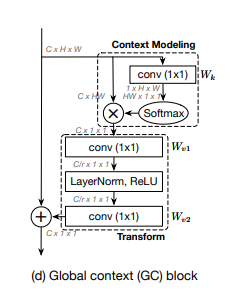 C x H x W
Context Modeling
conv (1x1) W_k
1 x H x W
C x HW
HW x 1 x 1
Softmax
C x 1 x 1
conv (1x1) W_v1
C/r x 1 x 1
LayerNorm, ReLU
C/r x 1 x 1
conv (1x1) W_v2
C x 1 x 1
Transform
(d) Global context (GC) block